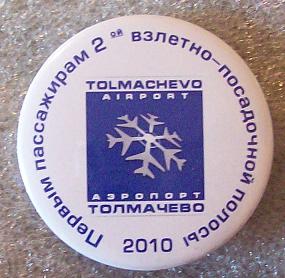 Первым пассажирам 2ой взлетно-посадочной полосы
TOLMACHEVO
AIRPORT
АЭРОПОРТ
ТОЛМАЧЕВО
2010